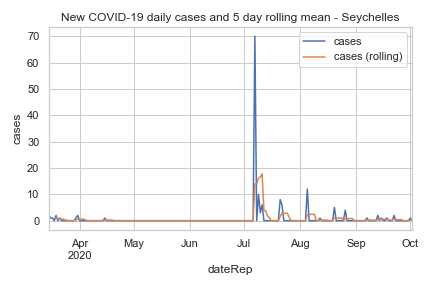 New COVID-19 daily cases and 5 day rolling mean - Seychelles
cases
cases (rolling)
70
60
50
40
30
20
10
0
cases
Apr
2020
May
Jun
Jul
Aug
Sep
Oct
dateRep